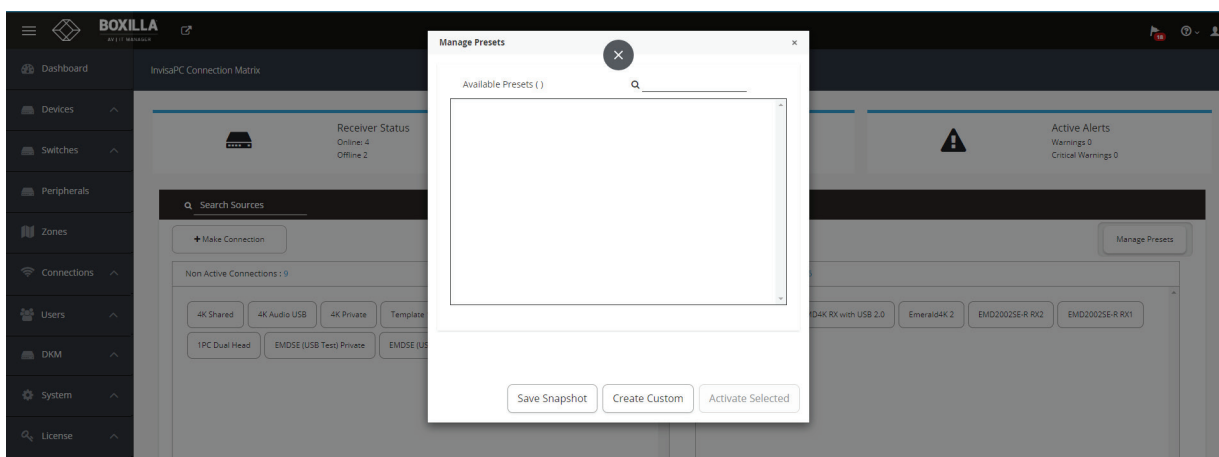 BOXILLA
AV | IT MANAGER
18
Dashboard
Devices
Switches
Peripherals
Zones
Connections
Users
DKM
System
License
InvisaPC Connection Matrix
Receiver Status
Online: 4
Offline 2
Active Alerts
Warnings 0
Critical Warnings 0
Search Sources
+ Make Connection
Manage Presets
Non Active Connections : 9
4K Shared
4K Audio USB
4K Private
Template
1PC Dual Head
EMDSE (USB Test) Private
EMDSE (US
D4K RX with USB 2.0
Emerald4K 2
EMD2002SE-R RX2
EMD2002SE-R RX1
Manage Presets
×
×
Available Presets ( )
Save Snapshot
Create Custom
Activate Selected